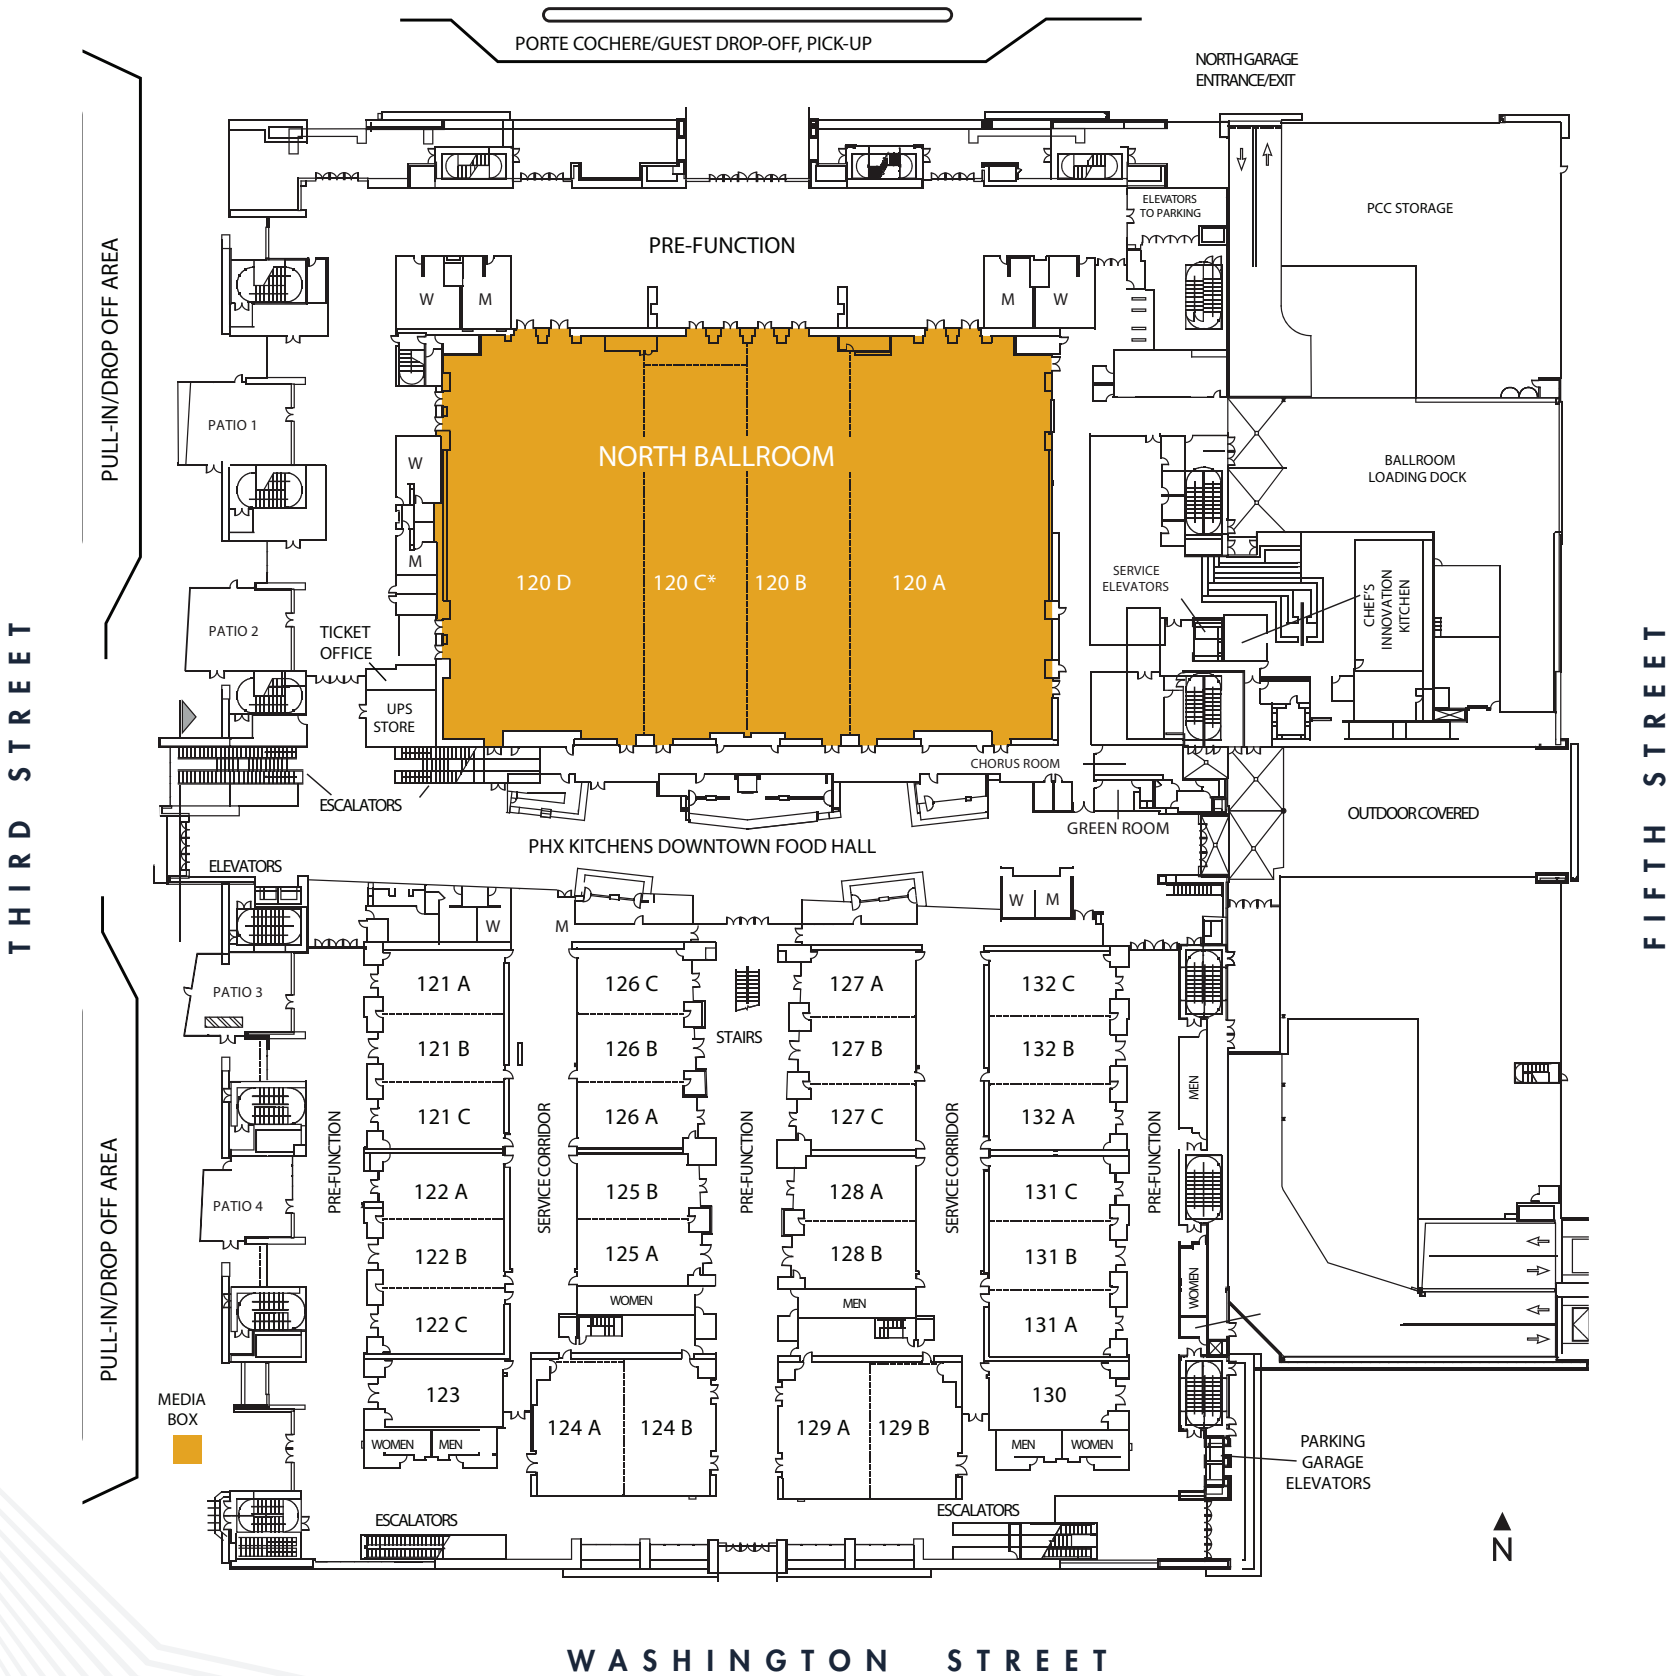 PORTE COCHERE/GUEST DROP-OFF, PICK-UP
NORTH GARAGE
ENTRANCE/EXIT
PULL-IN/DROP OFF AREA
ELEVATORS
TO PARKING
PCC STORAGE
PRE-FUNCTION
W
M
M
W
PATIO 1
NORTH BALLROOM
W
BALLROOM
LOADING DOCK
M
120 D
120 C*
120 B
120 A
SERVICE
ELEVATORS
CHEF'S
INNOVATION
KITCHEN
PATIO 2
TICKET
OFFICE
UPS
STORE
THIRD STREET
FIFTH STREET
CHORUS ROOM
ESCALATORS
GREEN ROOM
OUTDOOR COVERED
PHX KITCHENS DOWNTOWN FOOD HALL
ELEVATORS
W
M
W
M
PATIO 3
121 A
126 C
127 A
132 C
STAIRS
121 B
126 B
127 B
132 B
MEN
121 C
126 A
127 C
132 A
PULL-IN/DROP OFF AREA
PRE-FUNCTION
SERVICE CORRIDOR
PRE-FUNCTION
SERVICE CORRIDOR
PRE-FUNCTION
PATIO 4
122 A
125 B
128 A
131 C
122 B
125 A
128 B
131 B
WOMEN
WOMEN
MEN
122 C
131 A
123
130
MEDIA
BOX
124 A
124 B
129 A
129 B
WOMEN
MEN
MEN
WOMEN
PARKING
GARAGE
ELEVATORS
ESCALATORS
ESCALATORS
N
WASHINGTON STREET